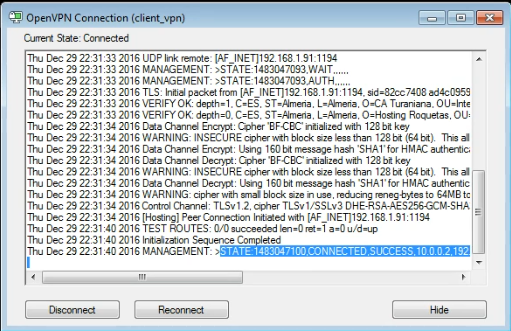 OpenVPN Connection (client_vpn)
Current State: Connected
Thu Dec 29 22:31:33 2016 UDP link remote: [AF_INET]192.168.1.91:1194
Thu Dec 29 22:31:33 2016 MANAGEMENT: >STATE:1483047093,WAIT,,,,,,
Thu Dec 29 22:31:33 2016 MANAGEMENT: >STATE:1483047093,AUTH,,,,,,
Thu Dec 29 22:31:33 2016 TLS: Initial packet from [AF_INET]192.168.1.91:1194, sid=82cc7408 ad4c0959
Thu Dec 29 22:31:33 2016 VERIFY OK: depth=1, C=ES, ST=Almeria, L=Almeria, O=CA Turaniana, OU=Inte
Thu Dec 29 22:31:33 2016 VERIFY OK: depth=0, C=ES, ST=Almeria, L=Almeria, O=Hosting Roquetas, OU=
Thu Dec 29 22:31:34 2016 Data Channel Encrypt: Cipher 'BF-CBC' initialized with 128 bit key
Thu Dec 29 22:31:34 2016 WARNING: INSECURE cipher with block size less than 128 bit (64 bit).  This all
Thu Dec 29 22:31:34 2016 Data Channel Encrypt: Using 160 bit message hash 'SHA1' for HMAC authentica
Thu Dec 29 22:31:34 2016 Data Channel Decrypt: Cipher 'BF-CBC' initialized with 128 bit key
Thu Dec 29 22:31:34 2016 WARNING: INSECURE cipher with block size less than 128 bit (64 bit).  This all
Thu Dec 29 22:31:34 2016 Data Channel Decrypt: Using 160 bit message hash 'SHA1' for HMAC authentic
Thu Dec 29 22:31:34 2016 WARNING: cipher with small block size in use, reducing reneg-bytes to 64MB to
Thu Dec 29 22:31:34 2016 Control Channel: TLSv1.2, cipher TLSv1/SSLv3 DHE-RSA-AES256-GCM-SHA
Thu Dec 29 22:31:34 2016 [Hosting] Peer Connection Initiated with [AF_INET]192.168.1.91:1194
Thu Dec 29 22:31:40 2016 TEST ROUTES: 0/0 succeeded len=0 ret=1 a=0 u/d=up
Thu Dec 29 22:31:40 2016 Initialization Sequence Completed
Thu Dec 29 22:31:40 2016 MANAGEMENT: >STATE:1483047100,CONNECTED,SUCCESS,10.0.0.2,192
Disconnect
Reconnect
Hide